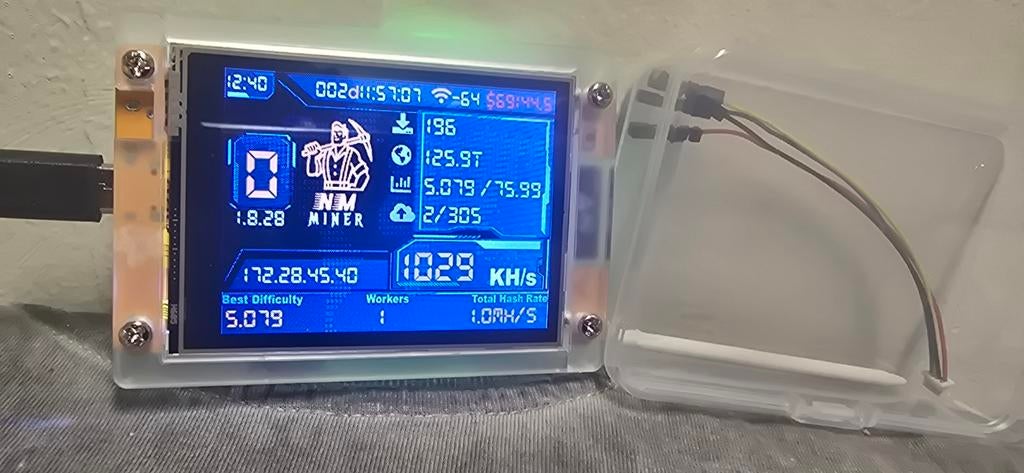 12:40 002d11:57:07 -64 $69144.5
196
0 125.9T
5.079 /75.99
1.8.28 NM MINER 2/305
172.28.45.40 1029 KH/s
Best Difficulty Workers Total Hash Rate
5.079 1 1.0MH/S